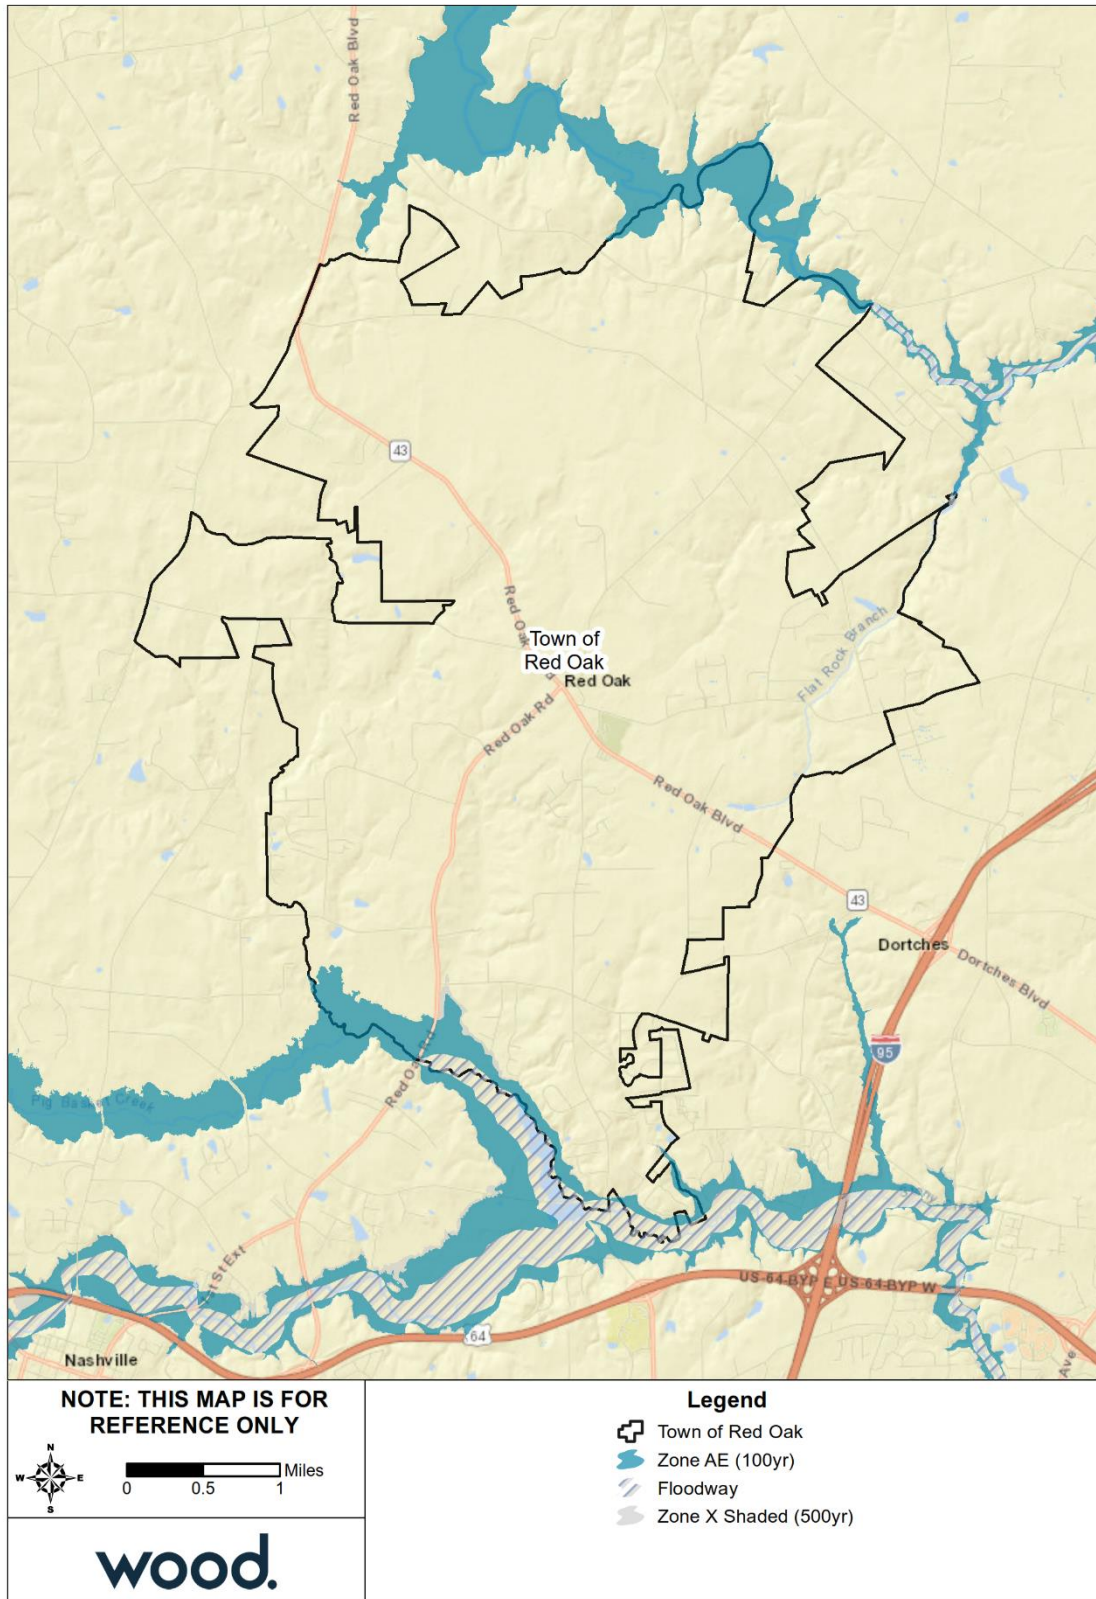 Red Oak Blvd
43
Red Oak Rd
Town of
Red Oak
Red Oak
Red Oak Rd
Flat Rock Branch
Red Oak Blvd
43
Dortches
Dortches Blvd
95
Red Oak Rd
Pig Basket Creek
1st St Ext
US-64-BYP E US-64-BYP W
64
Nashville
Ave
NOTE: THIS MAP IS FOR
REFERENCE ONLY
N
W E
S
0 0.5 1 Miles
wood.
Legend
Town of Red Oak
Zone AE (100yr)
Floodway
Zone X Shaded (500yr)